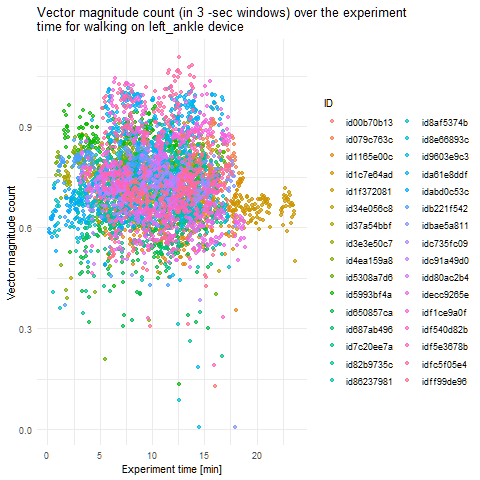 Vector magnitude count (in 3 -sec windows) over the experiment
time for walking on left_ankle device
Vector magnitude count
0.9
0.6
0.3
0.0
0
5
10
15
20
Experiment time [min]
ID
id00b70b13
id079c763c
id1165e00c
id1c7e64ad
id1f372081
id34e056c8
id37a54bbf
id3e3e50c7
id4ea159a8
id5308a7d6
id5993bf4a
id650857ca
id687ab496
id7c20ee7a
id82b9735c
id86237981
id8af5374b
id8e66893c
id9603e9c3
ida61e8ddf
idabd0c53c
idb221f542
idbae5a811
idc735fc09
idc91a49d0
idd80ac2b4
idecc9265e
idf1ce9a0f
idf540d82b
idf5e3678b
idfc5f05e4
idff99de96